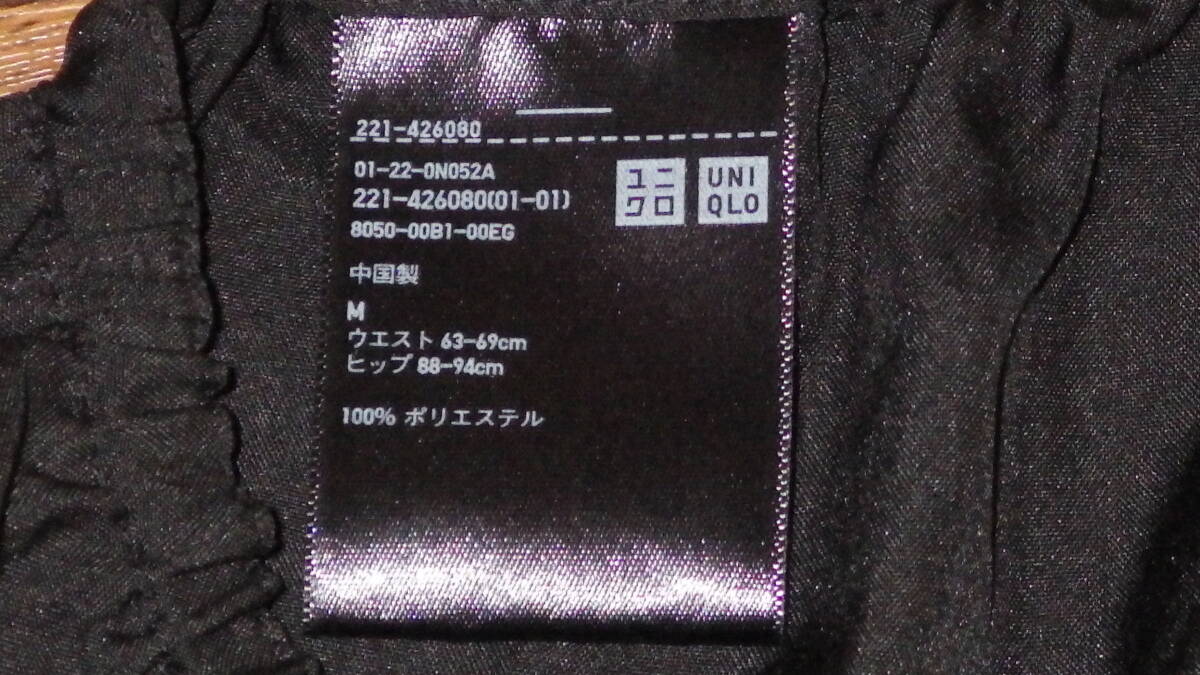 221-426080
01-22-0N052A
221-426080(01-01)
8050-00B1-00EG
ユニ
クロ
UNI
QLO
中国製
M
ウエスト 63-69cm
ヒップ 88-94cm
100% ポリエステル